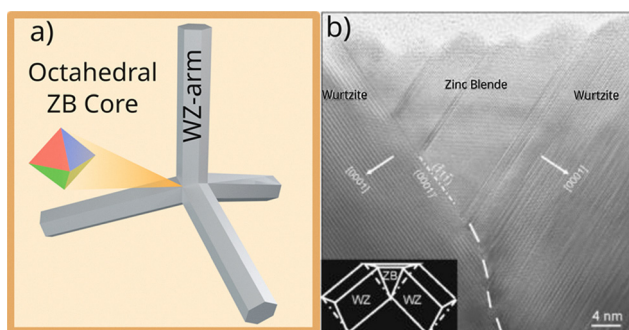 a)
Octahedral
ZB Core
WZ-arm
b)
Wurtzite
Zinc Blende
Wurtzite
[0001]
(0001)
[0001]
ZB
WZ
WZ
4 nm